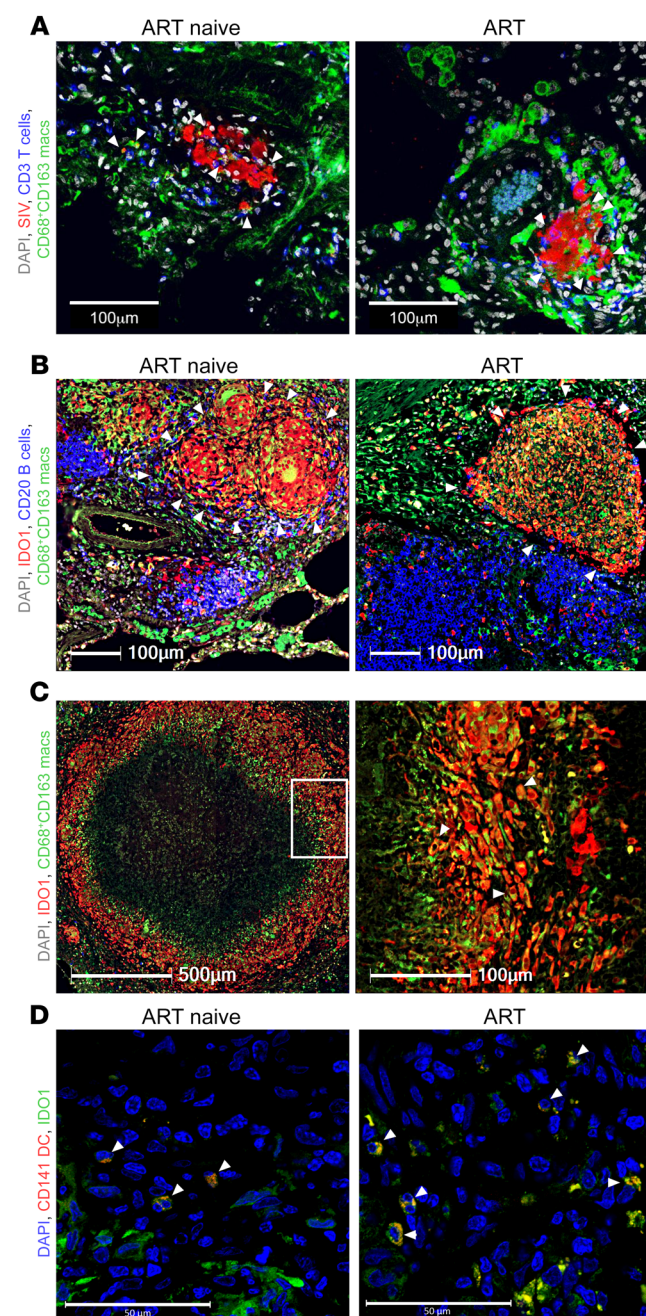 A
ART naive
ART
DAPI, SIV, CD3 T cells,
CD68⁺CD163 macs
100μm
100μm
B
ART naive
ART
DAPI, IDO1, CD20 B cells,
CD68⁺CD163 macs
100μm
100μm
C
DAPI, IDO1, CD68⁺CD163 macs
500μm
100μm
D
ART naive
ART
DAPI, CD141 DC, IDO1
50 μm
50 μm